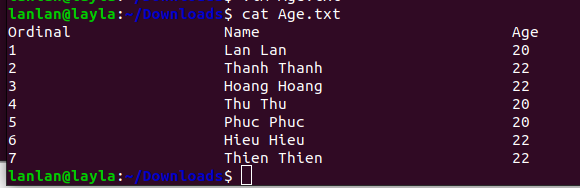 lanlan@layla:~/Downloads$ cat Age.txt
Ordinal Name Age
1 Lan Lan 20
2 Thanh Thanh 22
3 Hoang Hoang 22
4 Thu Thu 20
5 Phuc Phuc 20
6 Hieu Hieu 22
7 Thien Thien 22
lanlan@layla:~/Downloads$